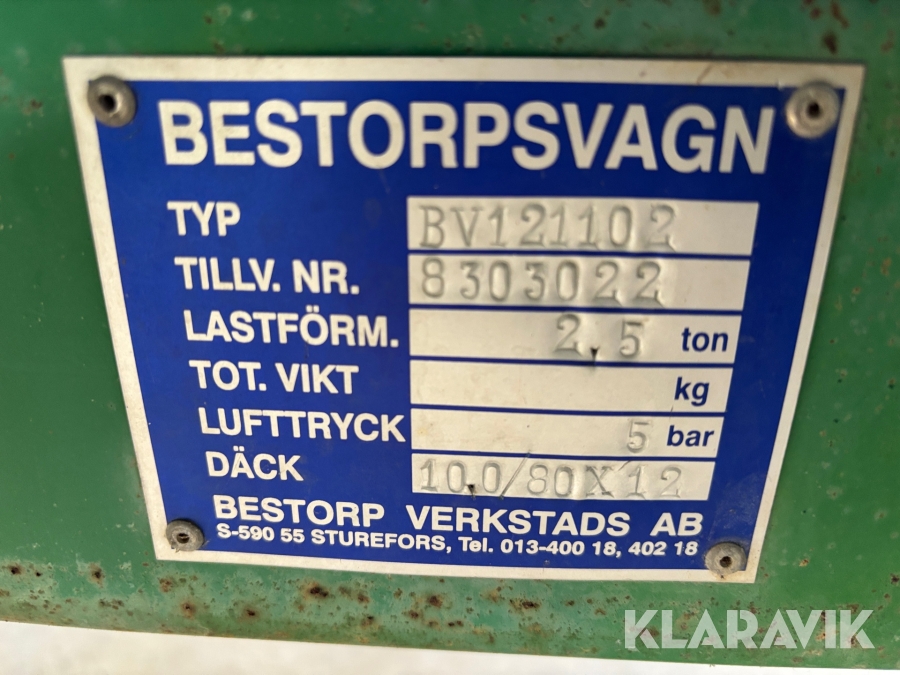 BESTORPSVAGN
TYP BV121102
TILLV. NR. 8303022
LASTFÖRM. 2,5 ton
TOT. VIKT kg
LUFTTRYCK 5 bar
DÄCK 10,0/80X12
BESTORP VERKSTADS AB
S-590 55 STUREFORS, Tel. 013-400 18, 402 18
KLARAVIK